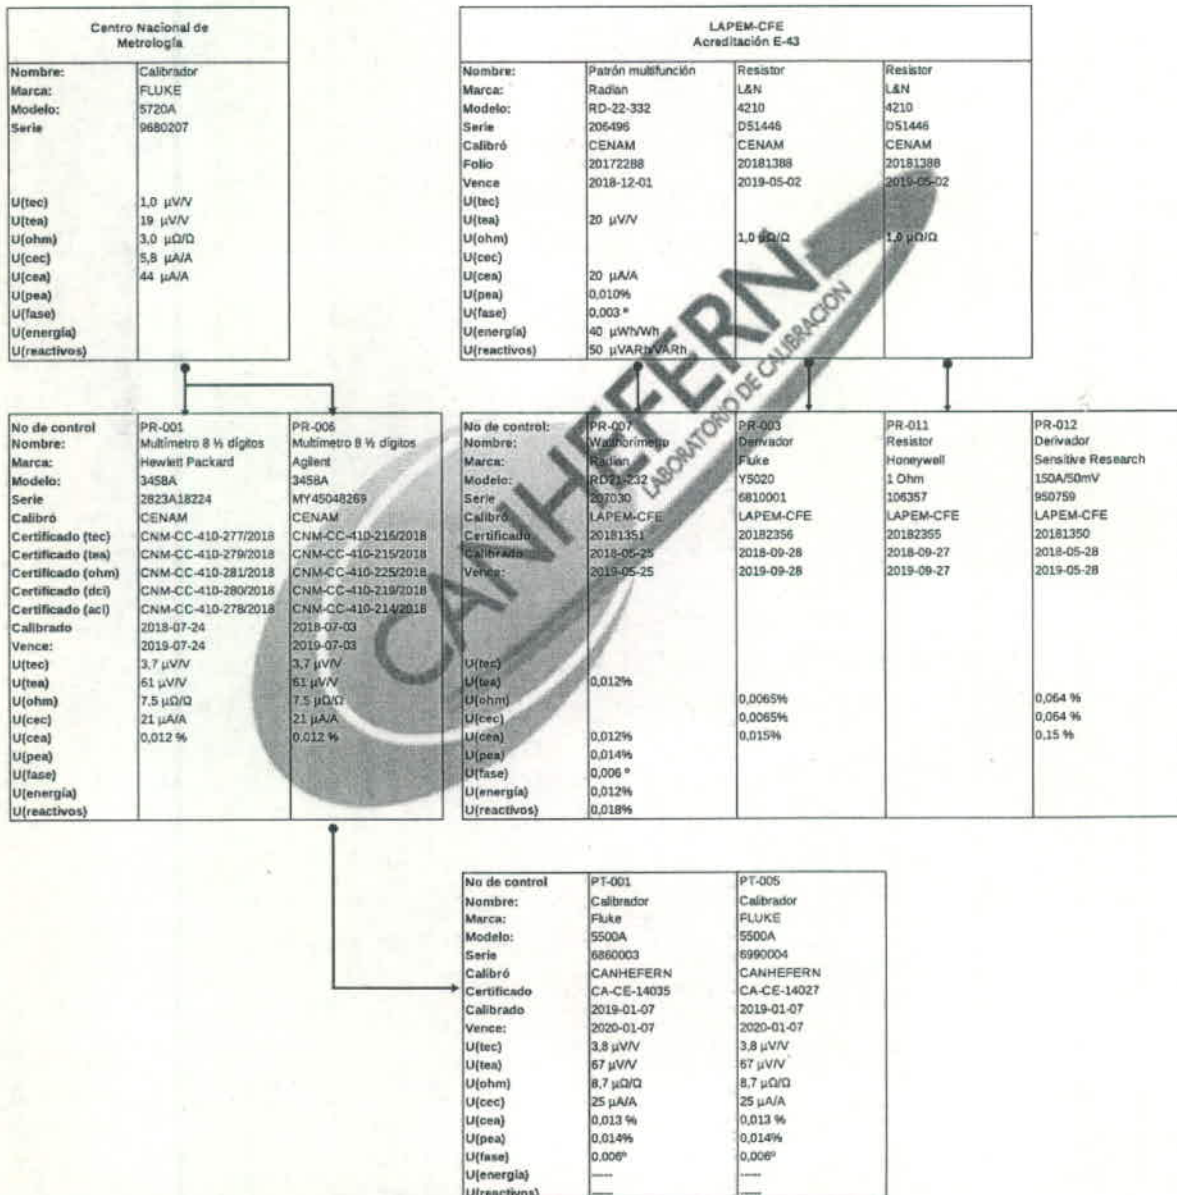 Centro Nacional de
Metrología
Nombre: Calibrador
Marca: FLUKE
Modelo: 5720A
Serie 9680207
U(tec) 1,0 µV/V
U(tea) 19 µV/V
U(ohm) 3,0 µΩ/Ω
U(cec) 5,8 µA/A
U(cea) 44 µA/A
U(pea)
U(fase)
U(energía)
U(reactivos)
LAPEM-CFE
Acreditación E-43
Nombre: Patrón multifunción Resistor Resistor
Marca: Radian L&N L&N
Modelo: RD-22-332 4210 4210
Serie 206496 D51446 D51446
Calibró CENAM CENAM CENAM
Folio 20172288 20181388 20181388
Vence 2018-12-01 2019-05-02 2019-05-02
U(tec)
U(tea) 20 µV/V
U(ohm) 1,0 µΩ/Ω 1,0 µΩ/Ω
U(cec)
U(cea) 20 µA/A
U(pea) 0,010%
U(fase) 0,003 º
U(energía) 40 µWh/Wh
U(reactivos) 50 µVARh/VARh
CANHEFERN
LABORATORIO DE CALIBRACION
No de control PR-001 PR-006
Nombre: Multímetro 8 ½ dígitos Multímetro 8 ½ dígitos
Marca: Hewlett Packard Agilent
Modelo: 3458A 3458A
Serie 2823A18224 MY45048269
Calibró CENAM CENAM
Certificado (tec) CNM-CC-410-277/2018 CNM-CC-410-216/2018
Certificado (tea) CNM-CC-410-279/2018 CNM-CC-410-215/2018
Certificado (ohm) CNM-CC-410-281/2018 CNM-CC-410-225/2018
Certificado (dci) CNM-CC-410-280/2018 CNM-CC-410-219/2018
Certificado (aci) CNM-CC-410-278/2018 CNM-CC-410-214/2018
Calibrado 2018-07-24 2018-07-03
Vence: 2019-07-24 2019-07-03
U(tec) 3,7 µV/V 3,7 µV/V
U(tea) 61 µV/V 61 µV/V
U(ohm) 7,5 µΩ/Ω 7,5 µΩ/Ω
U(cec) 21 µA/A 21 µA/A
U(cea) 0,012 % 0,012 %
U(pea)
U(fase)
U(energía)
U(reactivos)
No de control: PR-007 PR-003 PR-011 PR-012
Nombre: Watthorímetro Derivador Resistor Derivador
Marca: Radian Fluke Honeywell Sensitive Research
Modelo: RD21-232 Y5020 1 Ohm 150A/50mV
Serie 207030 6810001 106357 950759
Calibró LAPEM-CFE LAPEM-CFE LAPEM-CFE LAPEM-CFE
Certificado 20181351 20182356 20182355 20181350
Calibrado 2018-05-25 2018-09-28 2018-09-27 2018-05-28
Vence: 2019-05-25 2019-09-28 2019-09-27 2019-05-28
U(tec)
U(tea) 0,012%
U(ohm) 0,0065% 0,064 %
U(cec) 0,0065% 0,064 %
U(cea) 0,012% 0,015% 0,15 %
U(pea) 0,014%
U(fase) 0,006 º
U(energía) 0,012%
U(reactivos) 0,018%
No de control PT-001 PT-005
Nombre: Calibrador Calibrador
Marca: Fluke FLUKE
Modelo: 5500A 5500A
Serie 6860003 6990004
Calibró CANHEFERN CANHEFERN
Certificado CA-CE-14035 CA-CE-14027
Calibrado 2019-01-07 2019-01-07
Vence: 2020-01-07 2020-01-07
U(tec) 3,8 µV/V 3,8 µV/V
U(tea) 67 µV/V 67 µV/V
U(ohm) 8,7 µΩ/Ω 8,7 µΩ/Ω
U(cec) 25 µA/A 25 µA/A
U(cea) 0,013 % 0,013 %
U(pea) 0,014% 0,014%
U(fase) 0,006º 0,006º
U(energía) ----- -----
U(reactivos) ----- -----